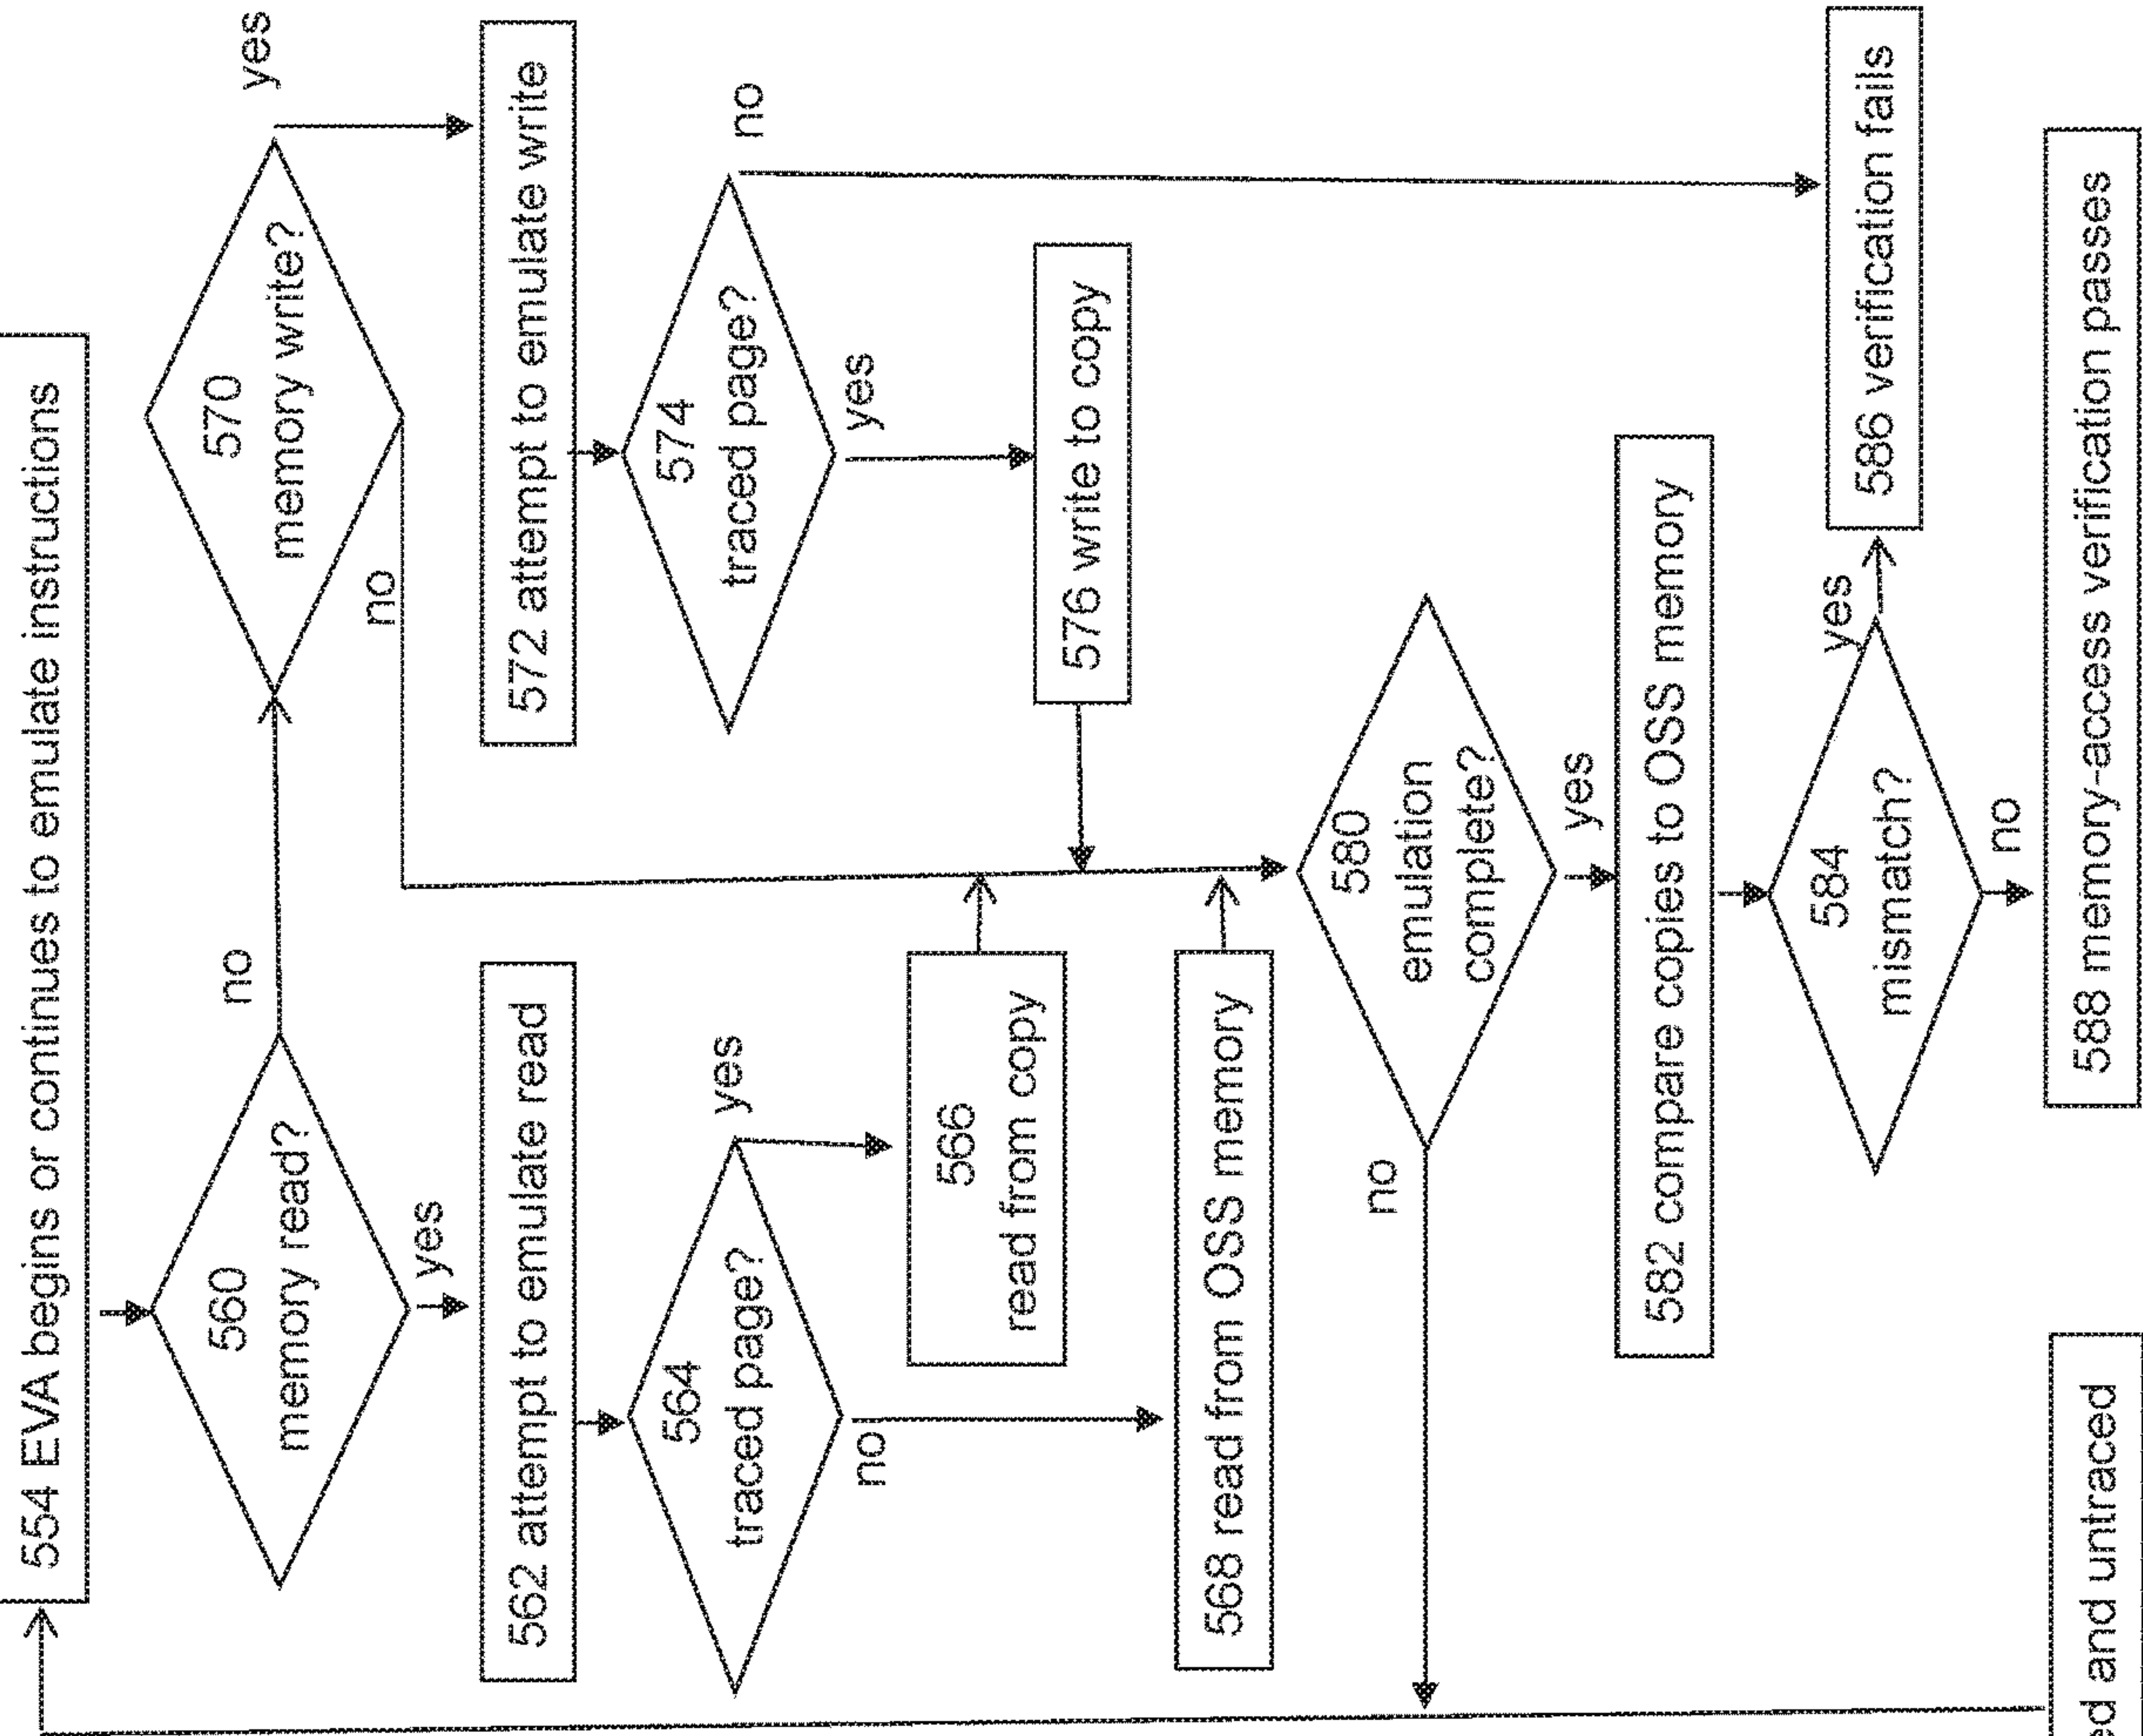 554 EVA begins or continues to emulate instructions
560
memory read?
no
yes
570
memory write?
yes
no
562 attempt to emulate read
572 attempt to emulate write
564
traced page?
yes
no
574
traced page?
no
yes
566
read from copy
576 write to copy
568 read from OSS memory
580
emulation
complete?
no
yes
582 compare copies to OSS memory
584
mismatch?
yes
no
586 verification fails
588 memory-access verification passes
and untraced